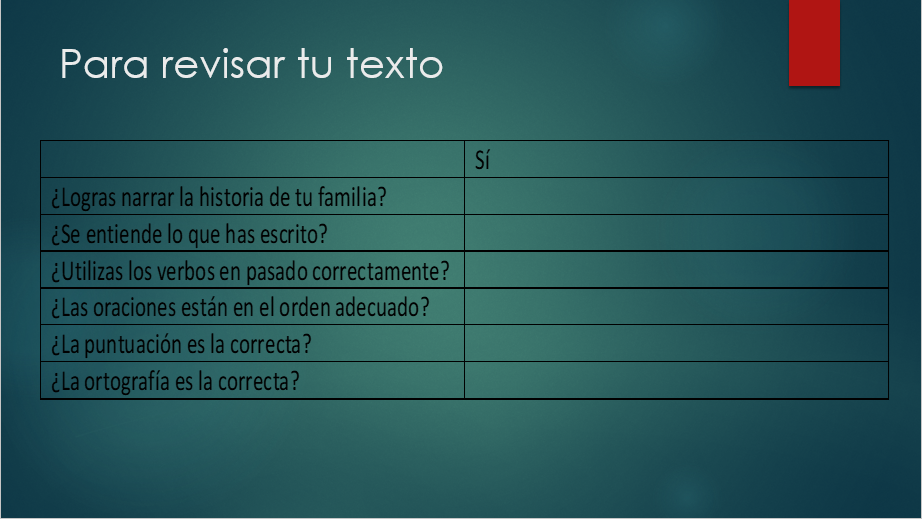 Para revisar tu texto
Sí
¿Logras narrar la historia de tu familia?
¿Se entiende lo que has escrito?
¿Utilizas los verbos en pasado correctamente?
¿Las oraciones están en el orden adecuado?
¿La puntuación es la correcta?
¿La ortografía es la correcta?